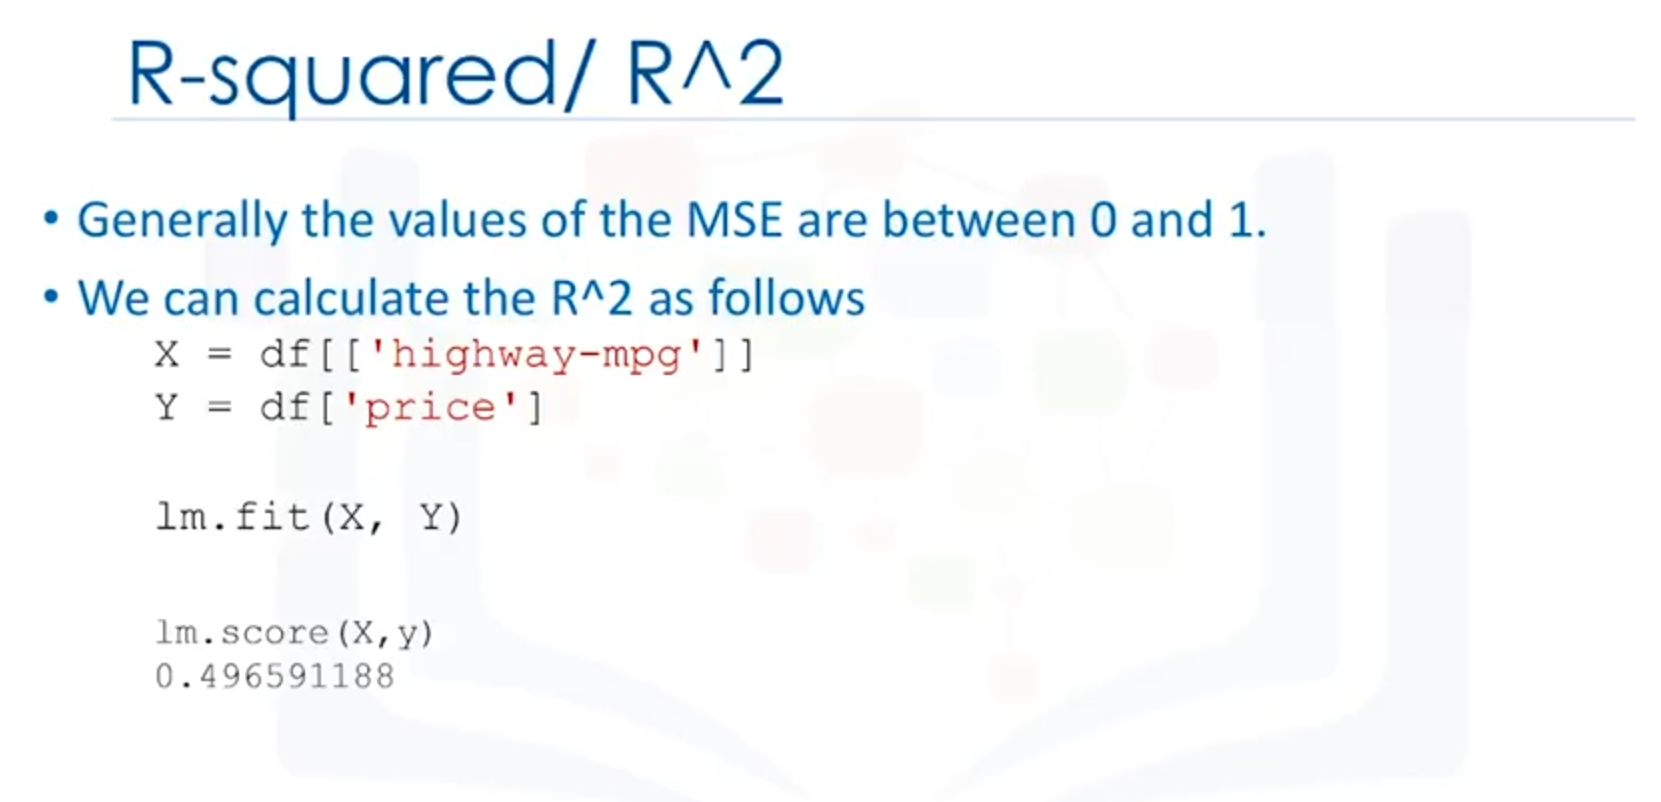 R-squared/ R^2
• Generally the values of the MSE are between 0 and 1.
• We can calculate the R^2 as follows
X = df[['highway-mpg']]
Y = df['price']
lm.fit(X, Y)
lm.score(X,y)
0.496591188